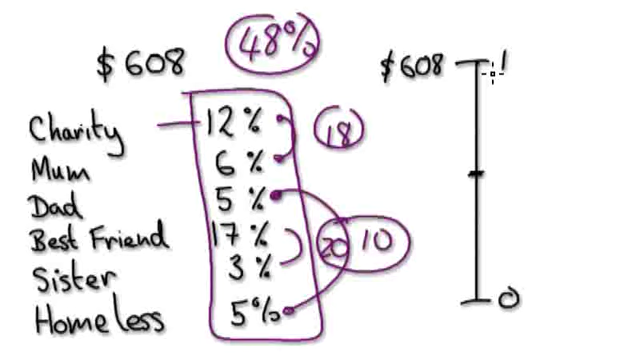 48%
$ 608
$ 608 1
Charity 12 %
18
Mum 6 %
Dad 5 %
Best Friend 17 %
20 10
Sister 3 %
Homeless 5%
0